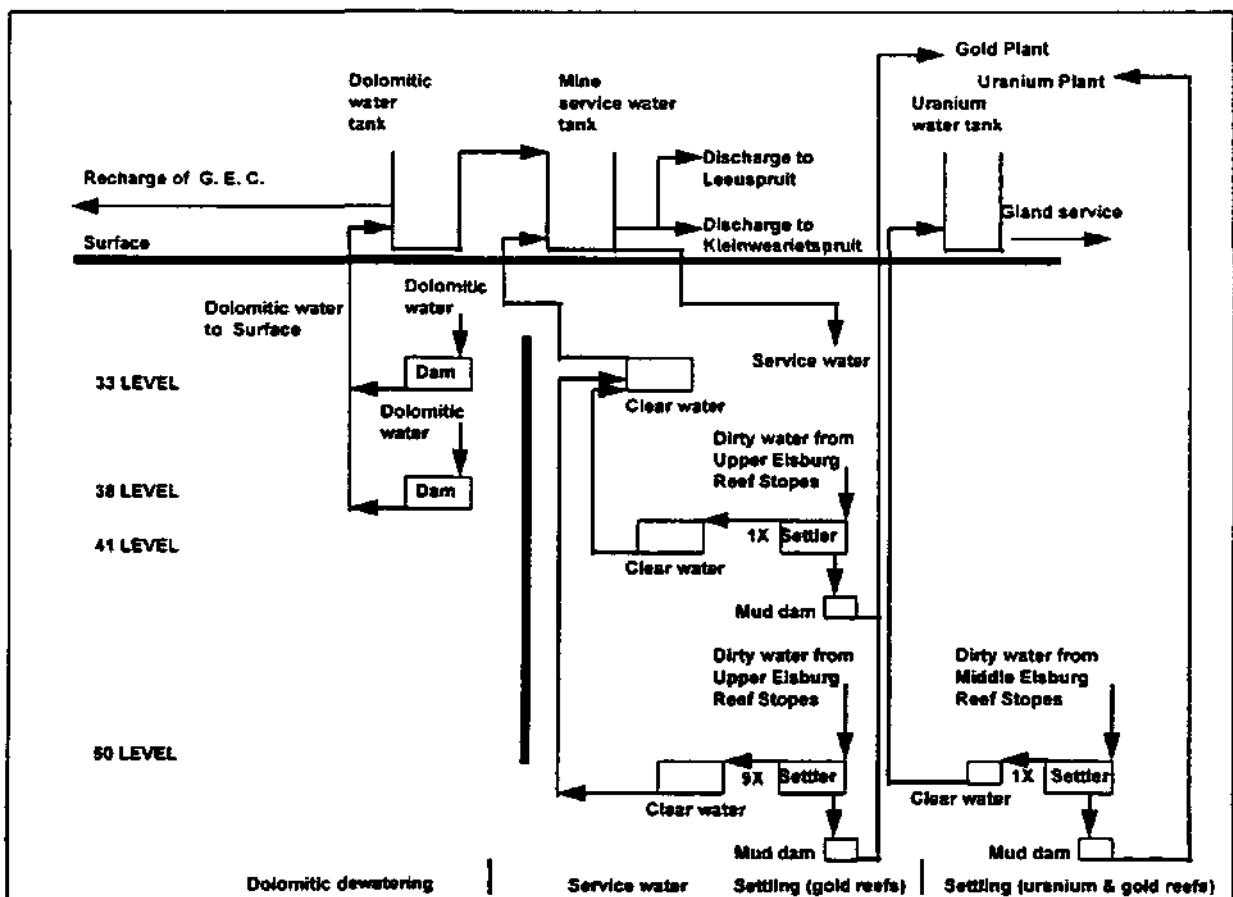 Gold Plant
Uranium Plant
Dolomitic
water
tank
Mine
service water
tank
Uranium
water tank
Discharge to
Leeuspruit
Recharge of G. E. C.
Discharge to
Kleinwesrietspruit
Gland service
Surface
Dolomitic water
to Surface
Dolomitic
water
Service water
33 LEVEL
Dam
Clear water
Dolomitic
water
Dirty water from
Upper Elsburg
Reef Stopes
38 LEVEL
Dam
41 LEVEL
1X
Settler
Clear water
Mud dam
Dirty water from
Upper Elsburg
Reef Stopes
Dirty water from
Middle Elsburg
Reef Stopes
50 LEVEL
9X
Settler
1X
Settler
Clear water
Clear water
Mud dam
Mud dam
Dolomitic dewatering
Service water
Settling (gold reefs)
Settling (uranium & gold reefs)